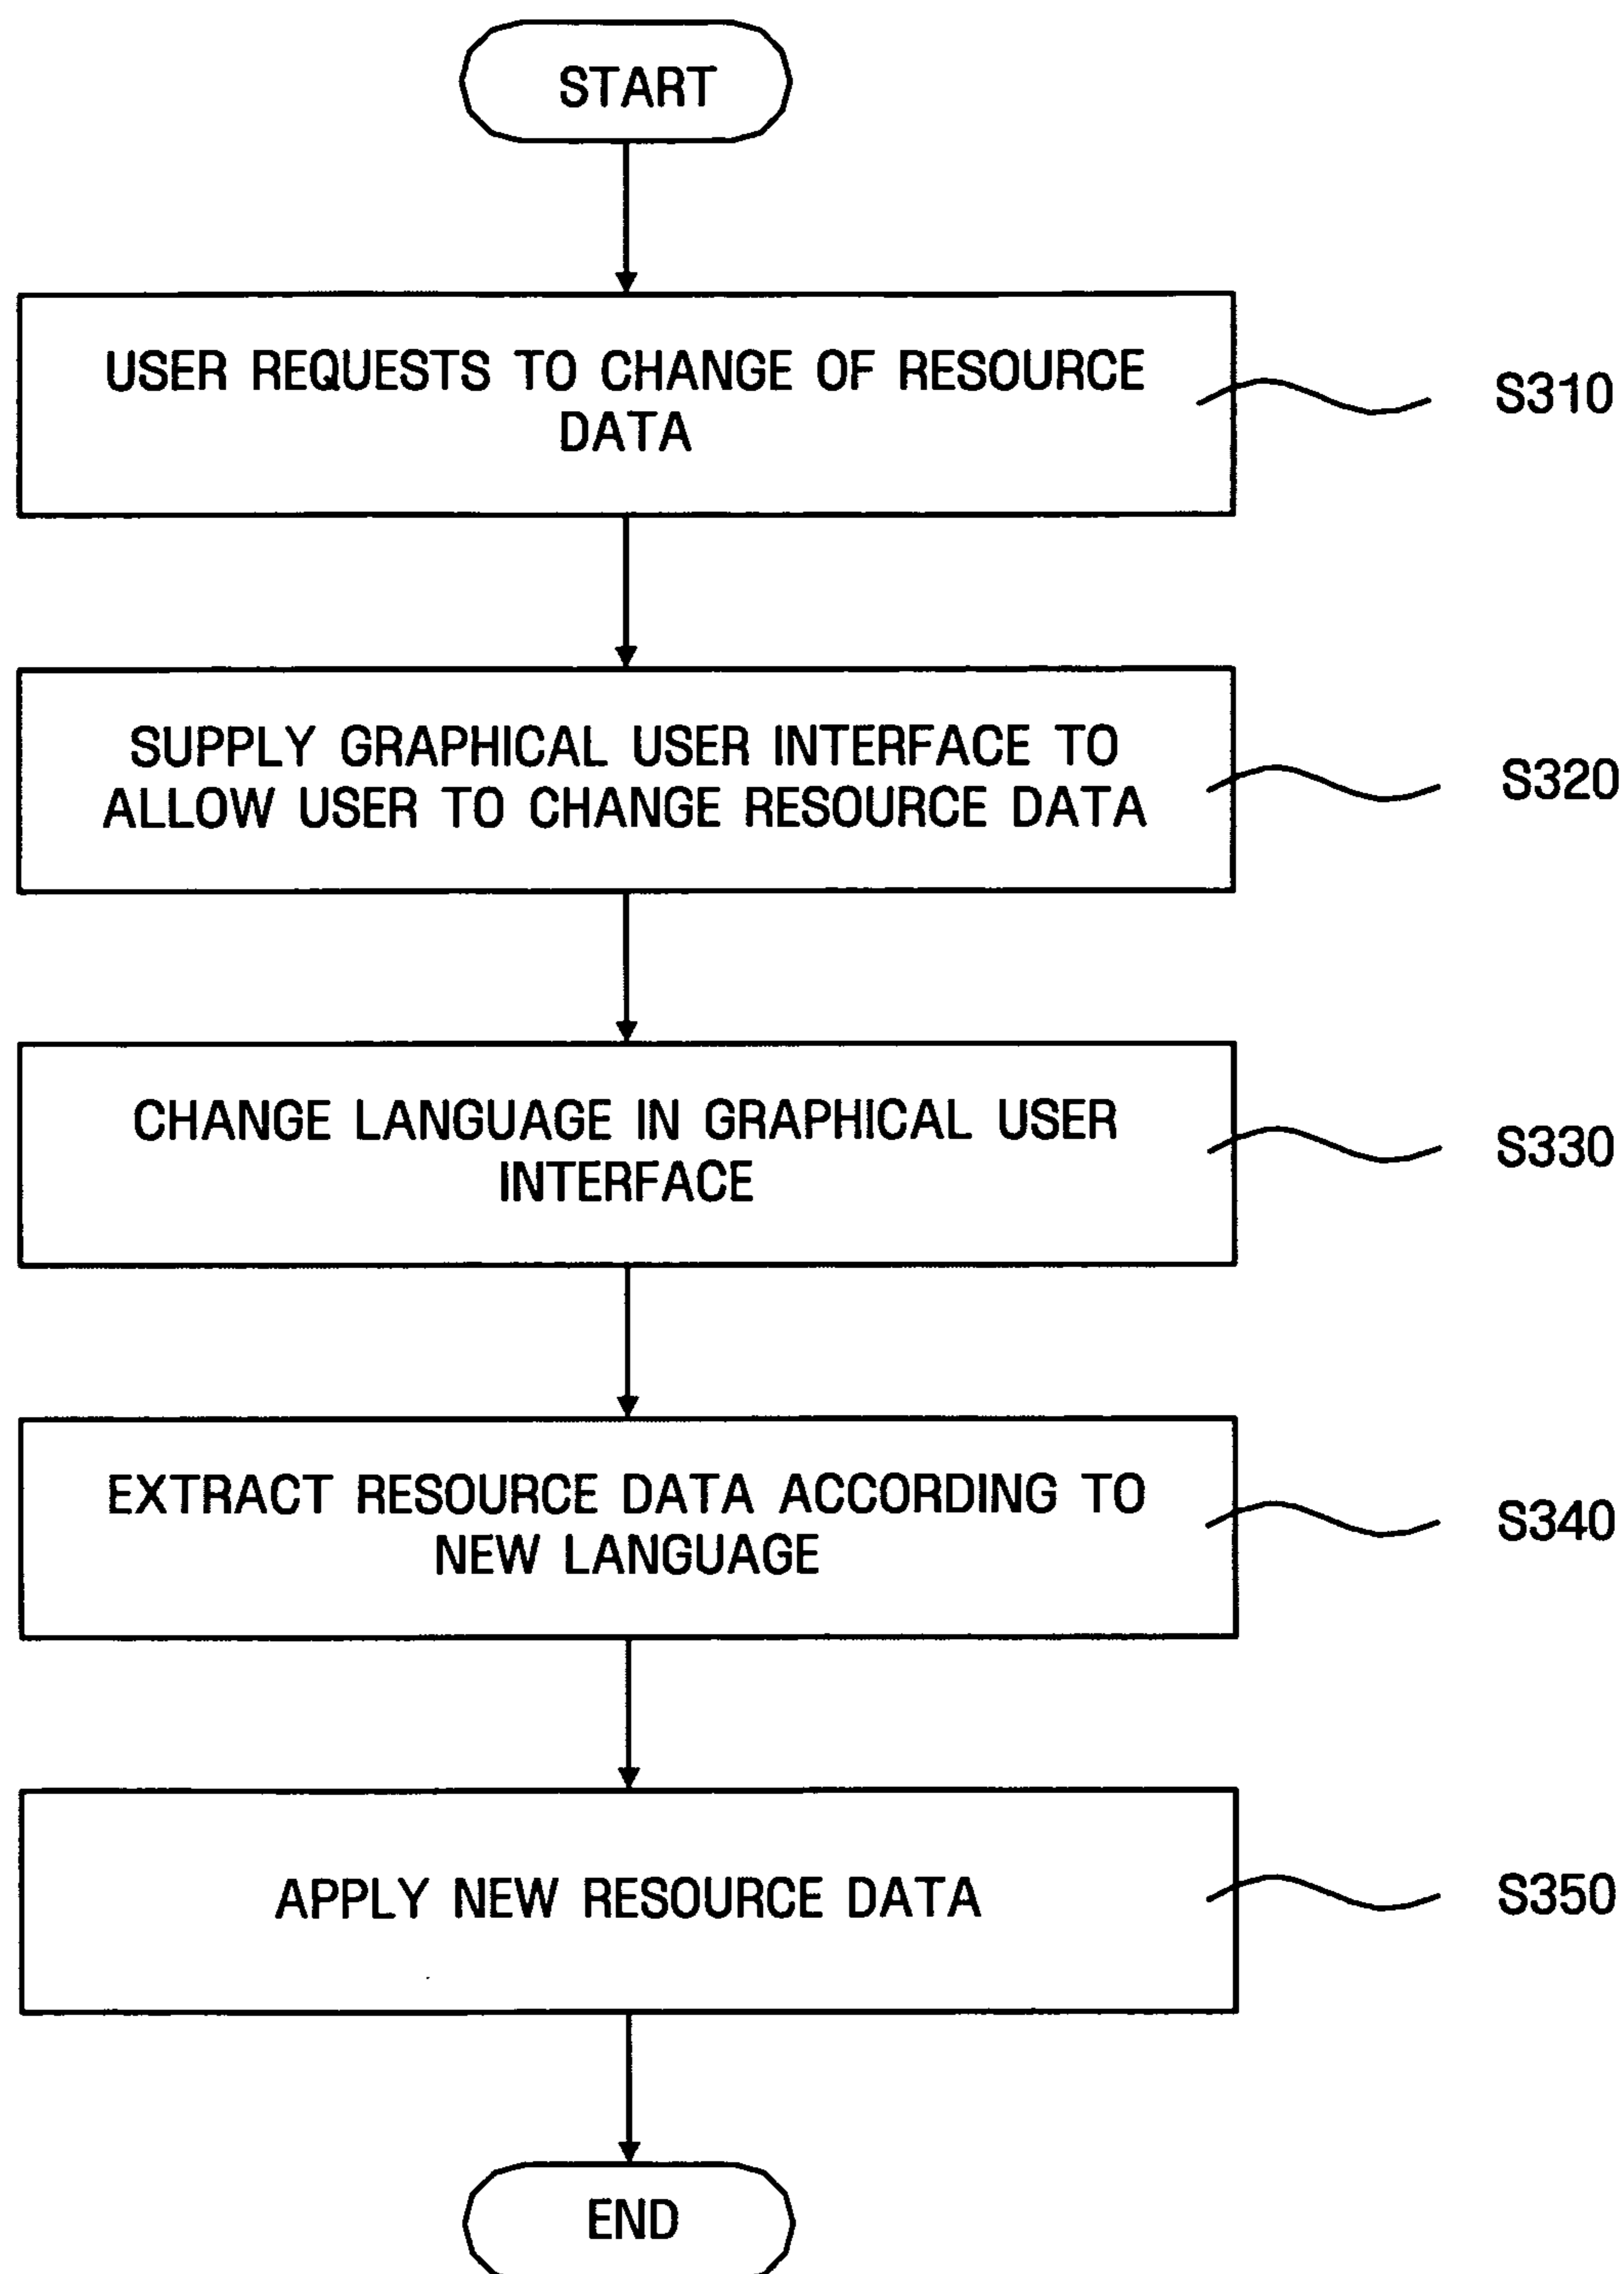 START
USER REQUESTS TO CHANGE OF RESOURCE
DATA
S310
SUPPLY GRAPHICAL USER INTERFACE TO
ALLOW USER TO CHANGE RESOURCE DATA
S320
CHANGE LANGUAGE IN GRAPHICAL USER
INTERFACE
S330
EXTRACT RESOURCE DATA ACCORDING TO
NEW LANGUAGE
S340
APPLY NEW RESOURCE DATA
S350
END